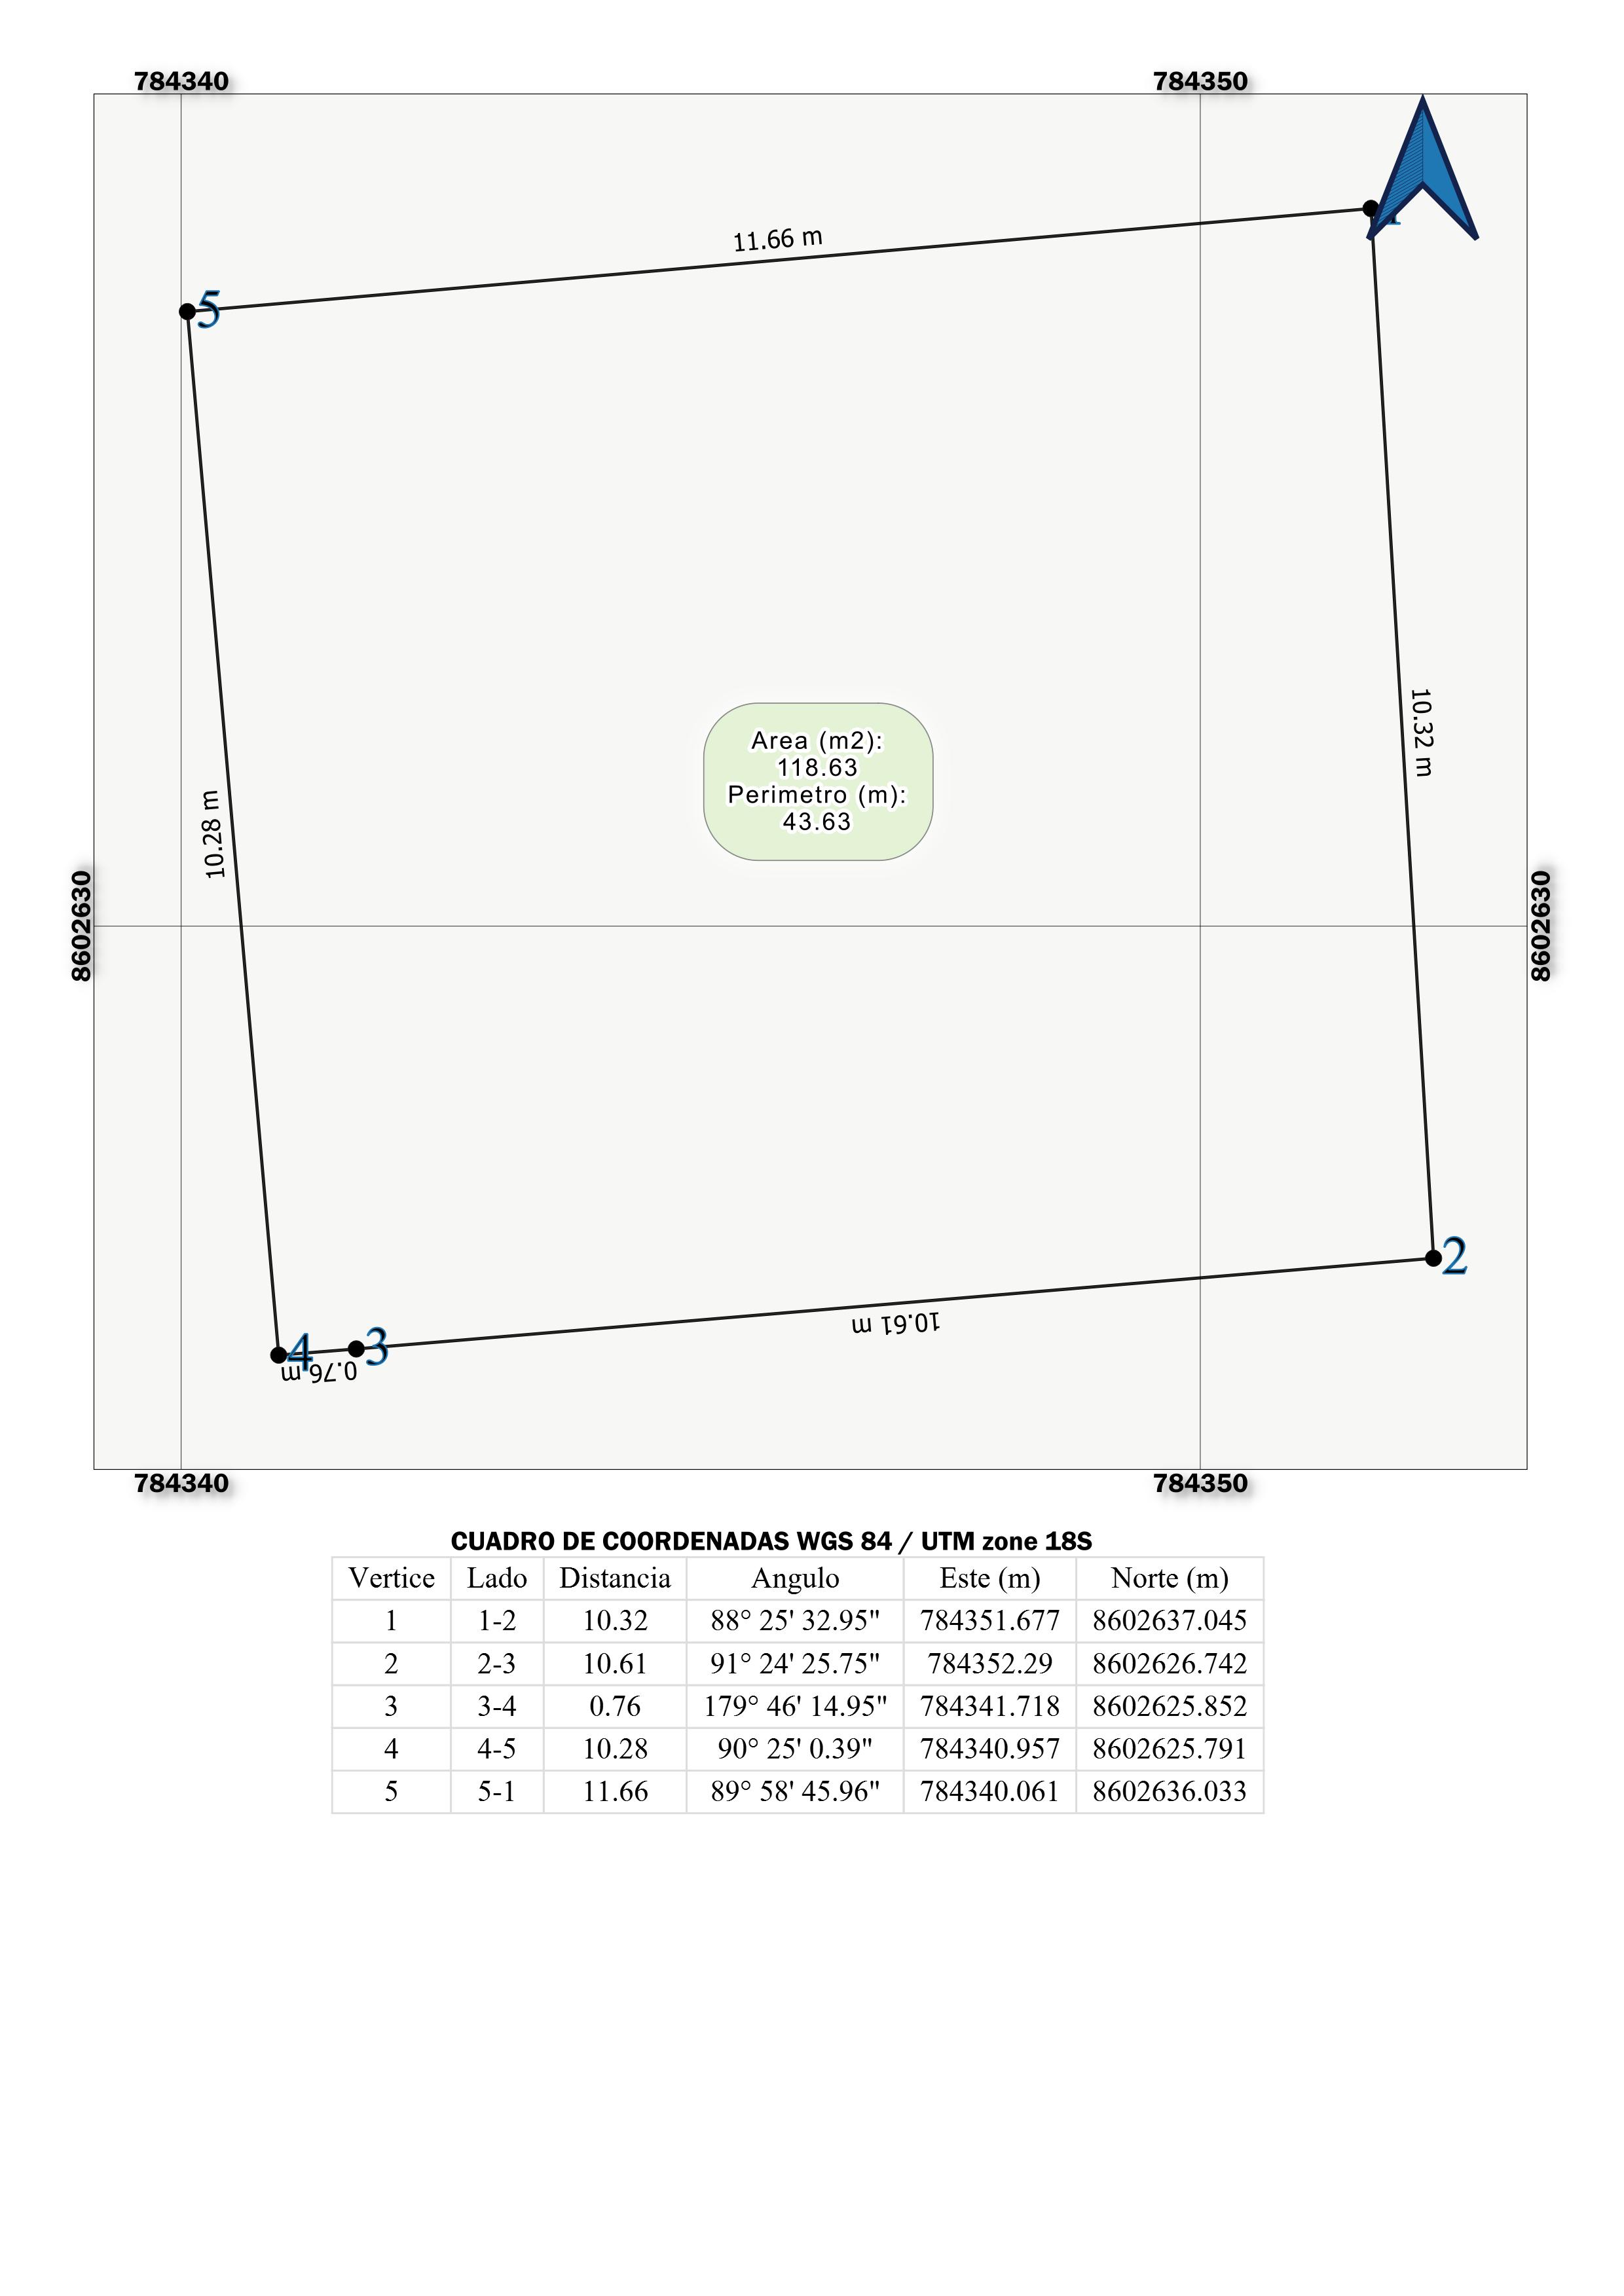 784340 784350
1
11.66 m
5
10.32 m
Area (m2):
118.63
Perimetro (m):
43.63
10.28 m
8602630 8602630
2
10.61 m
4 3
0.76 m
784340 784350
CUADRO DE COORDENADAS WGS 84 / UTM zone 18S
Vertice Lado Distancia Angulo Este (m) Norte (m)
1 1-2 10.32 88° 25' 32.95" 784351.677 8602637.045
2 2-3 10.61 91° 24' 25.75" 784352.29 8602626.742
3 3-4 0.76 179° 46' 14.95" 784341.718 8602625.852
4 4-5 10.28 90° 25' 0.39" 784340.957 8602625.791
5 5-1 11.66 89° 58' 45.96" 784340.061 8602636.033